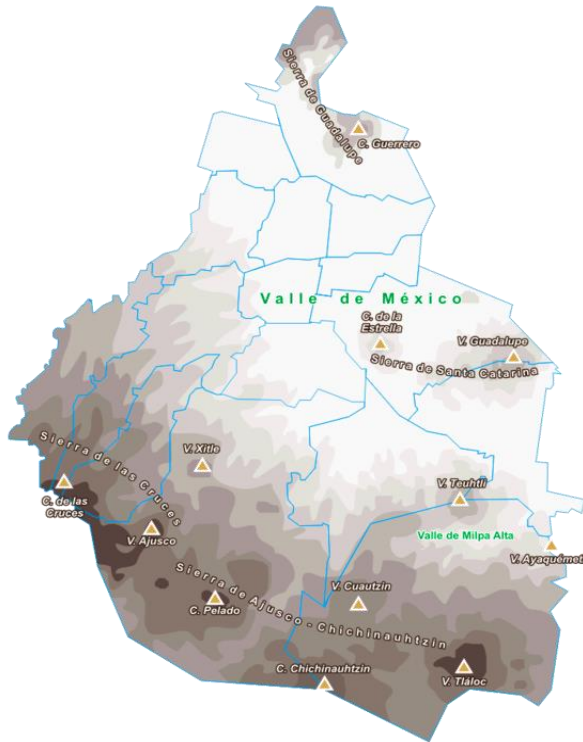 Sierra de Guadalupe
C. Guerrero
Valle de México
C. de la
Estrella
V. Guadalupe
Sierra de Santa Catarina
Sierra de las Cruces
V. Xitle
C. de las
Cruces
V. Teuhtli
V. Ajusco
Valle de Milpa Alta
V. Ayaquémet
Sierra de Ajusco - Chichinauhtzin
V. Cuautzin
C. Pelado
C. Chichinauhtzin
V. Tláloc